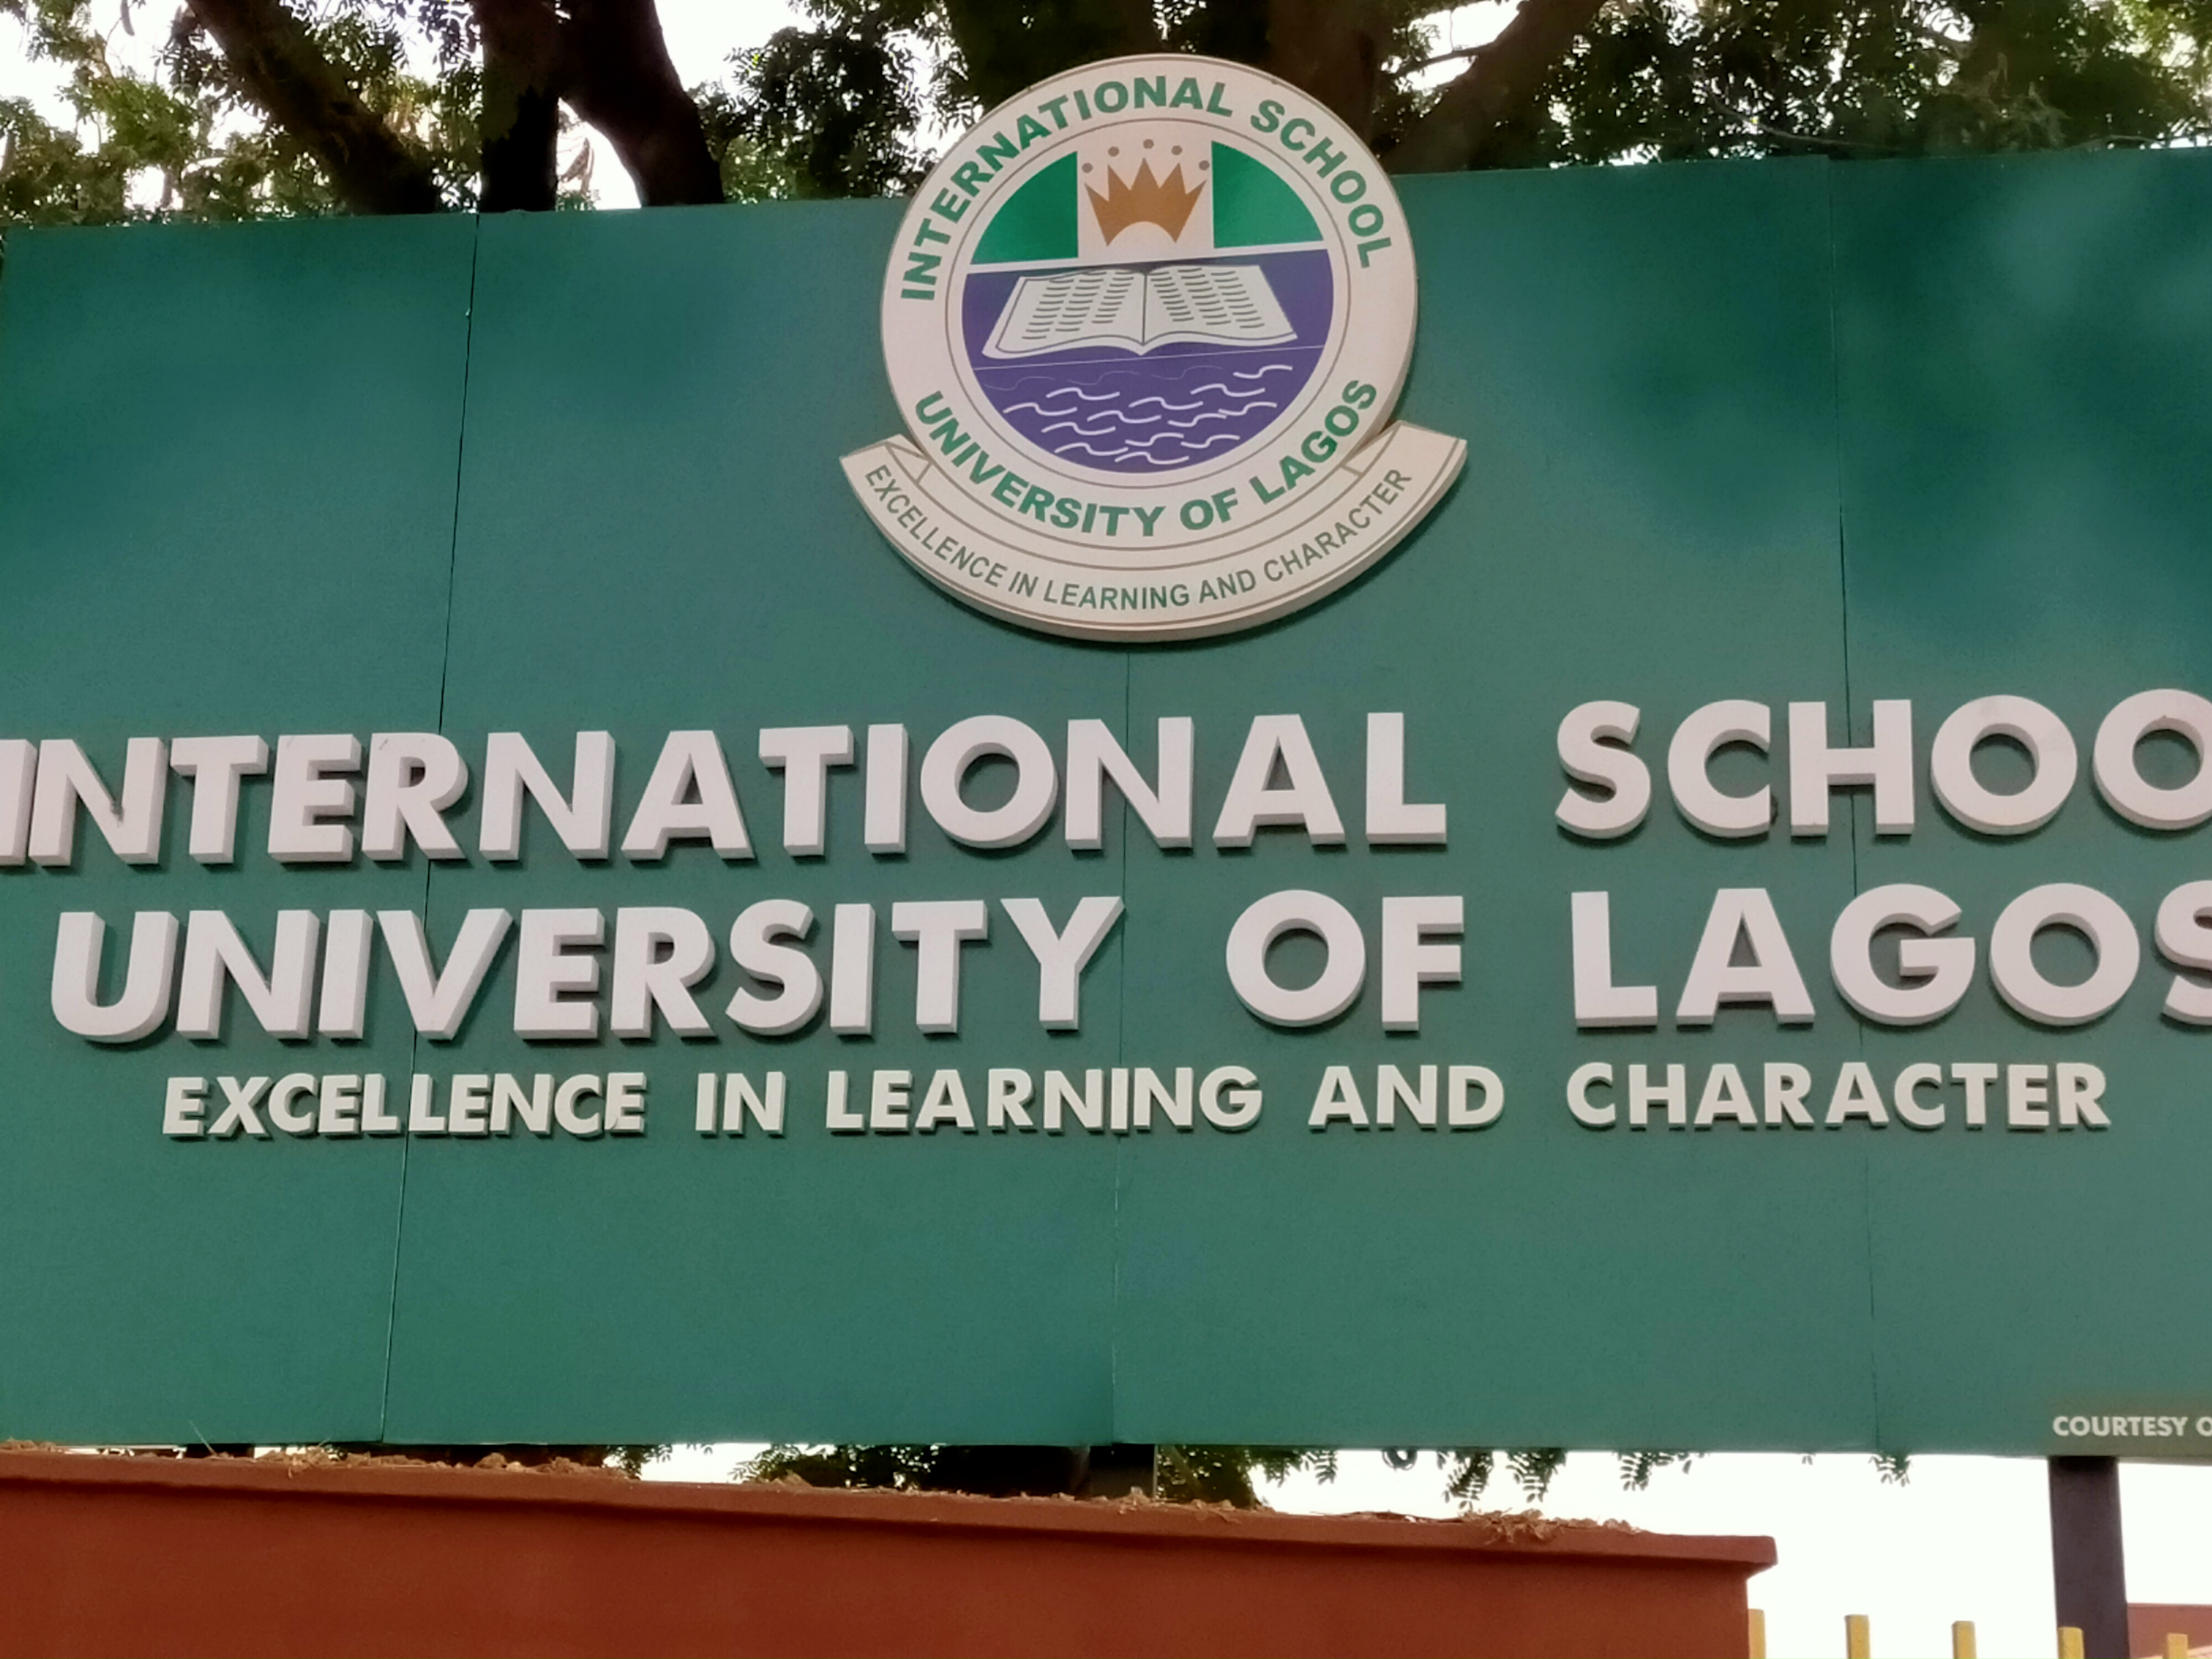 INTERNATIONAL SCHOOL
UNIVERSITY OF LAGOS
EXCELLENCE IN LEARNING AND CHARACTER
INTERNATIONAL SCHOO
UNIVERSITY OF LAGOS
EXCELLENCE IN LEARNING AND CHARACTER
COURTESY O